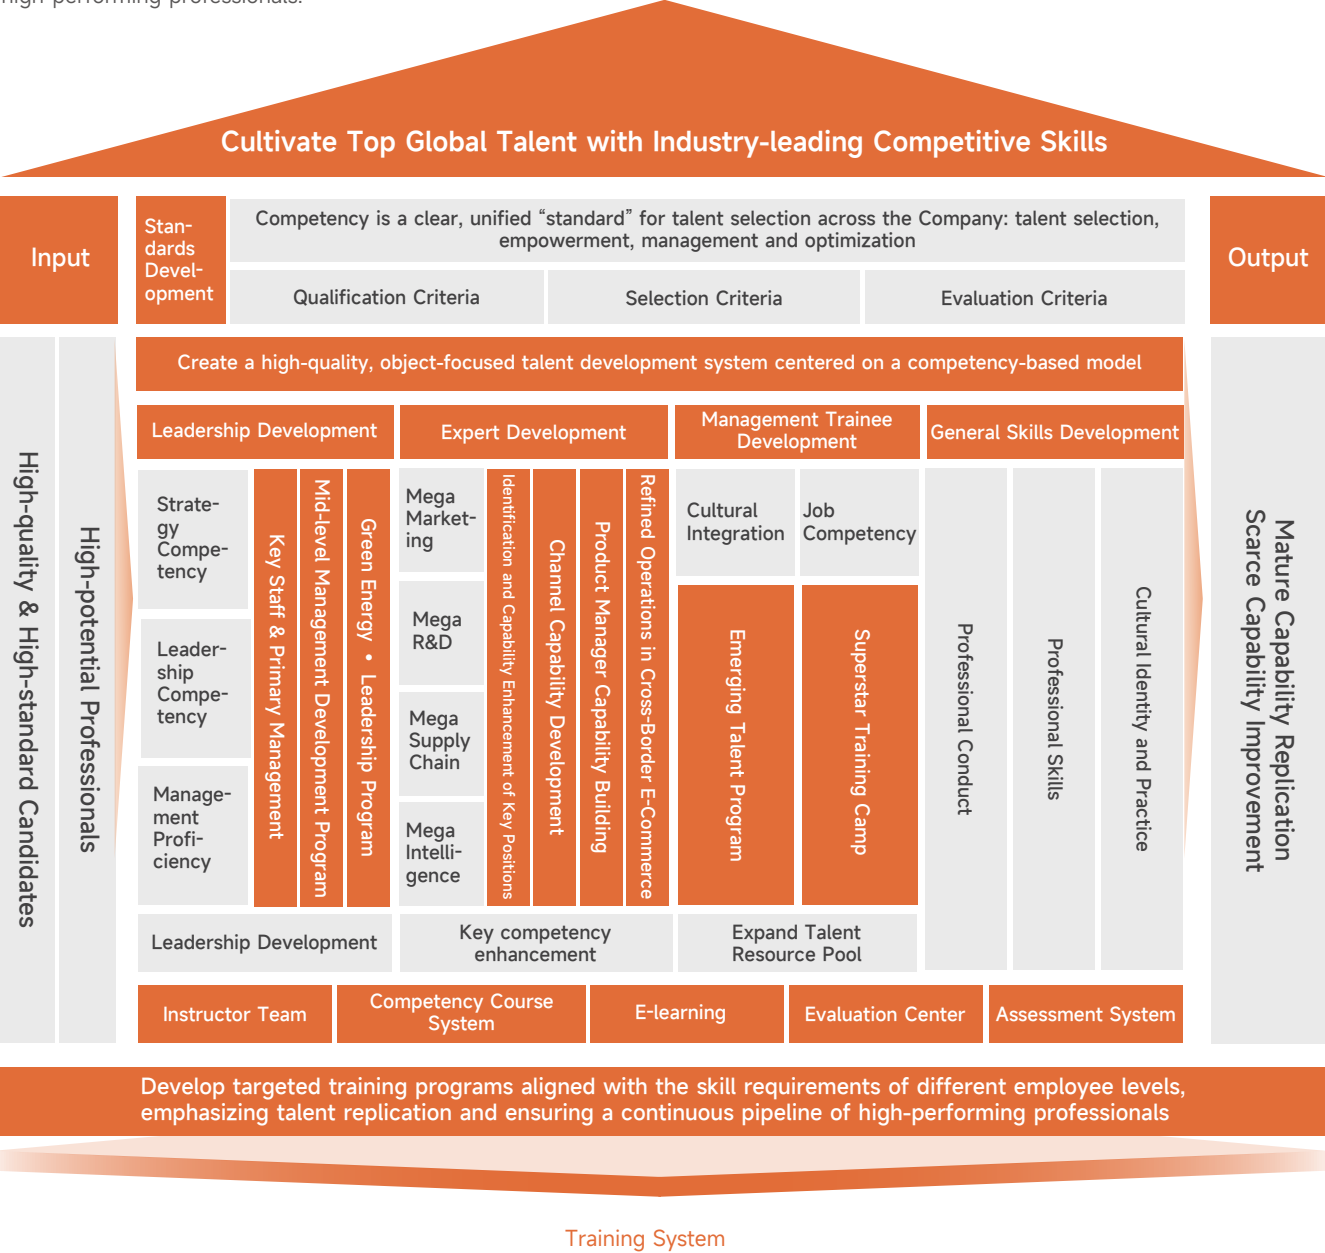 high-performing professionals.
Cultivate Top Global Talent with Industry-leading Competitive Skills
Input
Stan-
dards
Devel-
opment
Competency is a clear, unified “standard” for talent selection across the Company: talent selection,
empowerment, management and optimization
Qualification Criteria
Selection Criteria
Evaluation Criteria
Output
High-quality & High-standard Candidates
High-potential Professionals
Create a high-quality, object-focused talent development system centered on a competency-based model
Leadership Development
Expert Development
Management Trainee
Development
General Skills Development
Strate-
gy
Compe-
tency
Leader-
ship
Compe-
tency
Manage-
ment
Profi-
ciency
Key Staff & Primary Management
Mid-level Management Development Program
Green Energy • Leadership Program
Mega
Market-
ing
Mega
R&D
Mega
Supply
Chain
Mega
Intelli-
gence
Identification and Capability Enhancement of Key Positions
Channel Capability Development
Product Manager Capability Building
Refined Operations in Cross-Border E-Commerce
Cultural
Integration
Job
Competency
Emerging Talent Program
Superstar Training Camp
Professional Conduct
Professional Skills
Cultural Identity and Practice
Leadership Development
Key competency
enhancement
Expand Talent
Resource Pool
Instructor Team
Competency Course
System
E-learning
Evaluation Center
Assessment System
Mature Capability Replication
Scarce Capability Improvement
Develop targeted training programs aligned with the skill requirements of different employee levels,
emphasizing talent replication and ensuring a continuous pipeline of high-performing professionals
Training System